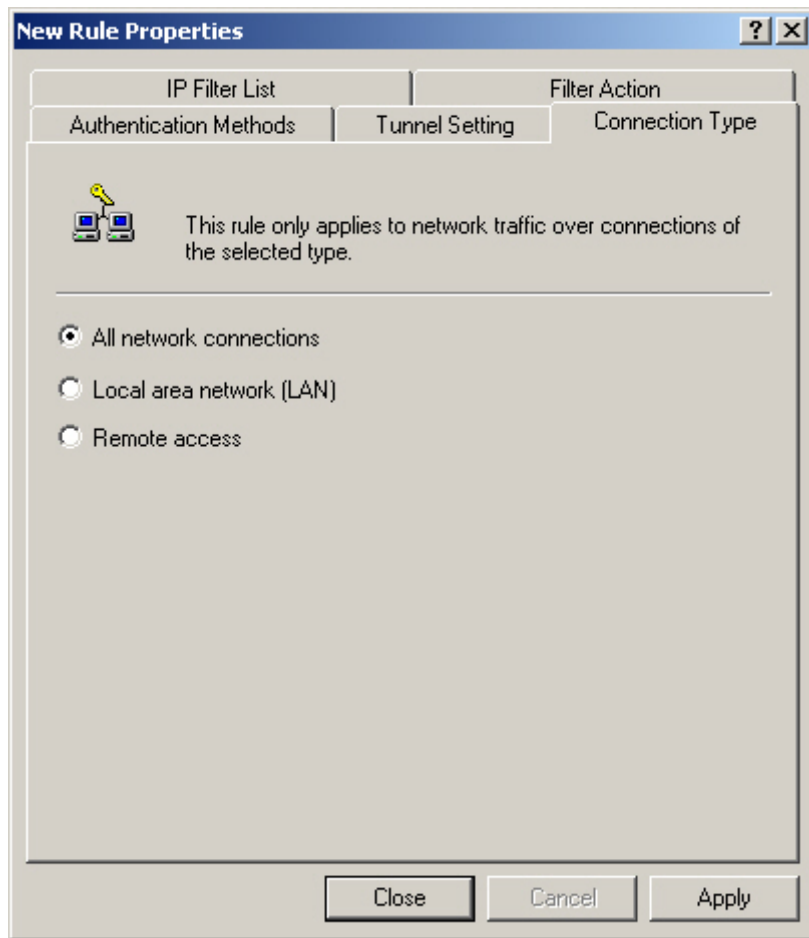 New Rule Properties
IP Filter List
Filter Action
Authentication Methods
Tunnel Setting
Connection Type
This rule only applies to network traffic over connections of
the selected type.
All network connections
Local area network (LAN)
Remote access
Close
Cancel
Apply